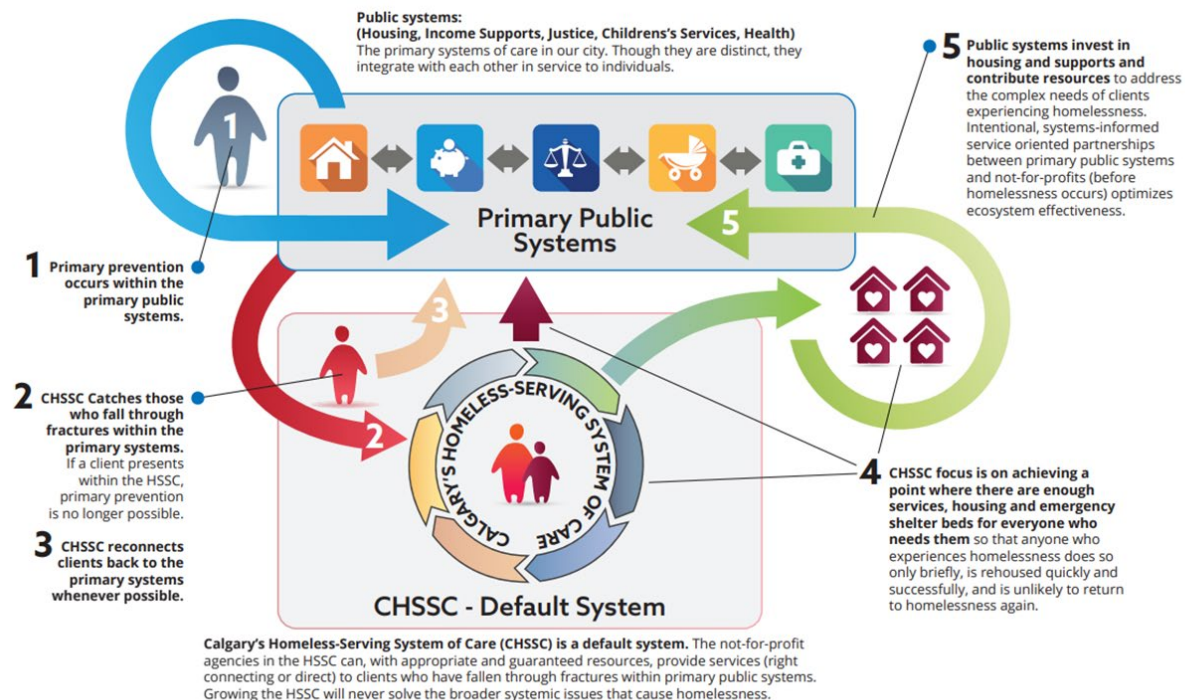 Public systems:
(Housing, Income Supports, Justice, Childrens's Services, Health)
The primary systems of care in our city. Though they are distinct, they
integrate with each other in service to individuals.
1
Primary Public
Systems
5
1 Primary prevention
occurs within the
primary public
systems.
2 CHSSC Catches those
who fall through
fractures within the
primary systems.
If a client presents
within the HSSC,
primary prevention
is no longer possible.
3 CHSSC reconnects
clients back to the
primary systems
whenever possible.
3
2
CALGARY'S HOMELESS-SERVING SYSTEM OF CARE
CHSSC - Default System
5 Public systems invest in
housing and supports and
contribute resources to address
the complex needs of clients
experiencing homelessness.
Intentional, systems-informed
service oriented partnerships
between primary public systems
and not-for-profits (before
homelessness occurs) optimizes
ecosystem effectiveness.
4 CHSSC focus is on achieving a
point where there are enough
services, housing and emergency
shelter beds for everyone who
needs them so that anyone who
experiences homelessness does so
only briefly, is rehoused quickly and
successfully, and is unlikely to return
to homelessness again.
Calgary's Homeless-Serving System of Care (CHSSC) is a default system. The not-for-profit
agencies in the HSSC can, with appropriate and guaranteed resources, provide services (right
connecting or direct) to clients who have fallen through fractures within primary public systems.
Growing the HSSC will never solve the broader systemic issues that cause homelessness.